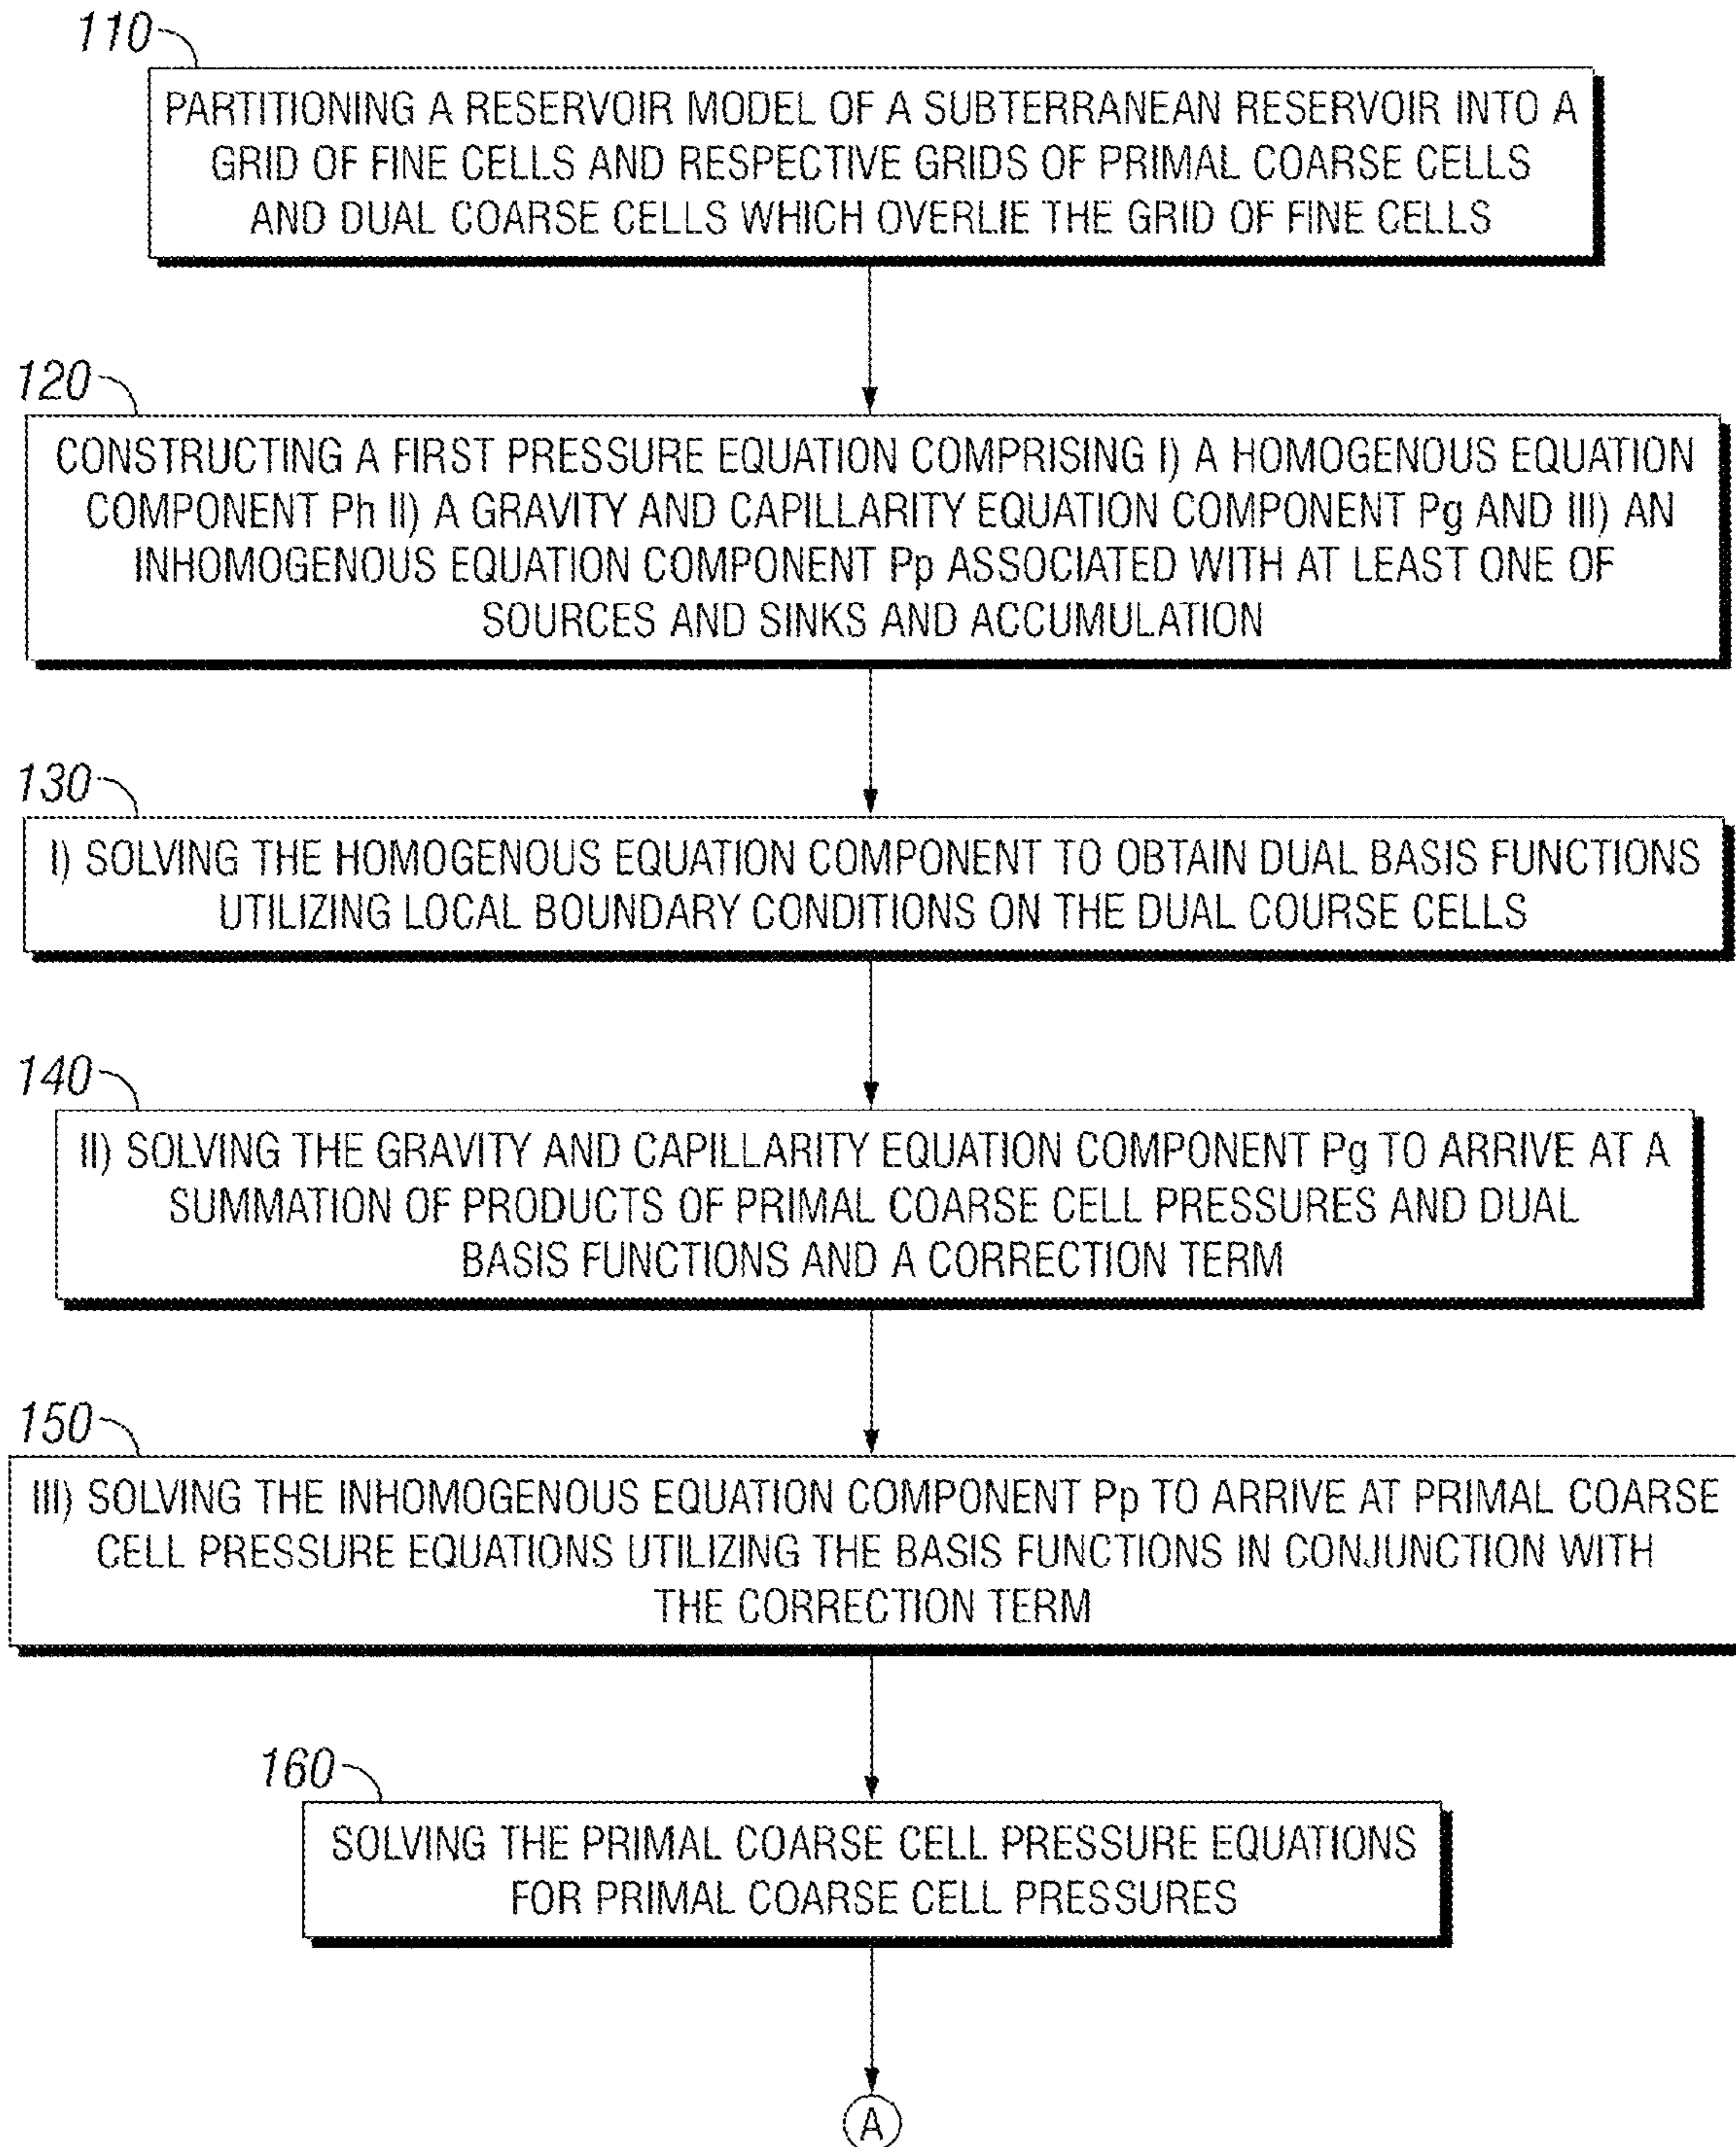 110
PARTITIONING A RESERVOIR MODEL OF A SUBTERRANEAN RESERVOIR INTO A
GRID OF FINE CELLS AND RESPECTIVE GRIDS OF PRIMAL COARSE CELLS
AND DUAL COARSE CELLS WHICH OVERLIE THE GRID OF FINE CELLS
120
CONSTRUCTING A FIRST PRESSURE EQUATION COMPRISING I) A HOMOGENOUS EQUATION
COMPONENT Ph II) A GRAVITY AND CAPILLARITY EQUATION COMPONENT Pg AND III) AN
INHOMOGENOUS EQUATION COMPONENT Pp ASSOCIATED WITH AT LEAST ONE OF
SOURCES AND SINKS AND ACCUMULATION
130
I) SOLVING THE HOMOGENOUS EQUATION COMPONENT TO OBTAIN DUAL BASIS FUNCTIONS
UTILIZING LOCAL BOUNDARY CONDITIONS ON THE DUAL COURSE CELLS
140
II) SOLVING THE GRAVITY AND CAPILLARITY EQUATION COMPONENT Pg TO ARRIVE AT A
SUMMATION OF PRODUCTS OF PRIMAL COARSE CELL PRESSURES AND DUAL
BASIS FUNCTIONS AND A CORRECTION TERM
150
III) SOLVING THE INHOMOGENOUS EQUATION COMPONENT Pp TO ARRIVE AT PRIMAL COARSE
CELL PRESSURE EQUATIONS UTILIZING THE BASIS FUNCTIONS IN CONJUNCTION WITH
THE CORRECTION TERM
160
SOLVING THE PRIMAL COARSE CELL PRESSURE EQUATIONS
FOR PRIMAL COARSE CELL PRESSURES
A